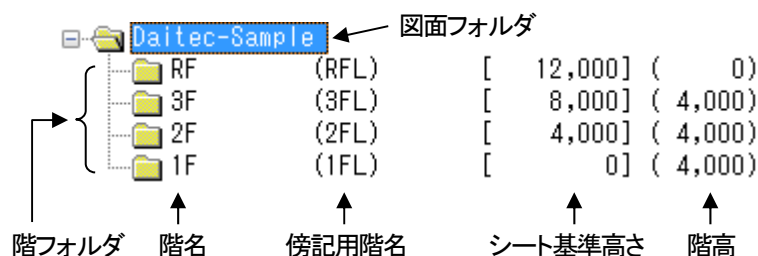 Daitec-Sample 図面フォルダ
RF (RFL) [ 12,000] ( 0)
3F (3FL) [ 8,000] ( 4,000)
2F (2FL) [ 4,000] ( 4,000)
1F (1FL) [ 0] ( 4,000)
階フォルダ 階名 傍記用階名 シート基準高さ 階高